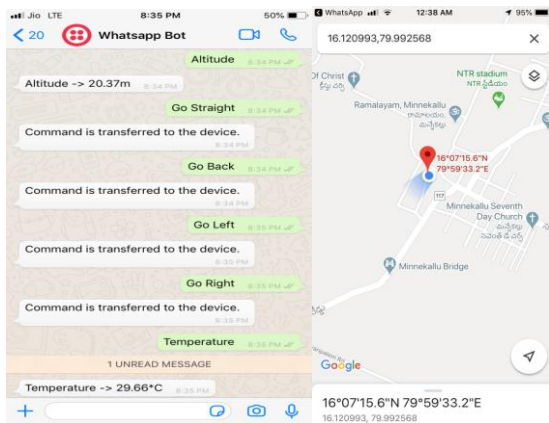 Jio LTE 8:35 PM 50%
20 Whatsapp Bot
Altitude 8:34 PM
Altitude -> 20.37m 8:34 PM
Go Straight 8:34 PM
Command is transferred to the device.
8:34 PM
Go Back 8:34 PM
Command is transferred to the device.
8:34 PM
Go Left 8:35 PM
Command is transferred to the device.
8:35 PM
Go Right 8:35 PM
Command is transferred to the device.
8:35 PM
Temperature 8:35 PM
1 UNREAD MESSAGE
Temperature -> 29.66*C 8:35 PM
WhatsApp 12:38 AM 95%
16.120993,79.992568
Of Christ
NTR stadium
NTR స్టేడియం
Ramalayam, Minnekallu
రామాలయం,
మిన్నేకల్లు
16°07'15.6"N
79°59'33.2"E
117
Minnekallu Seventh
Day Church
Minnekallu Bridge
Google
16°07'15.6"N 79°59'33.2"E
16.120993, 79.992568